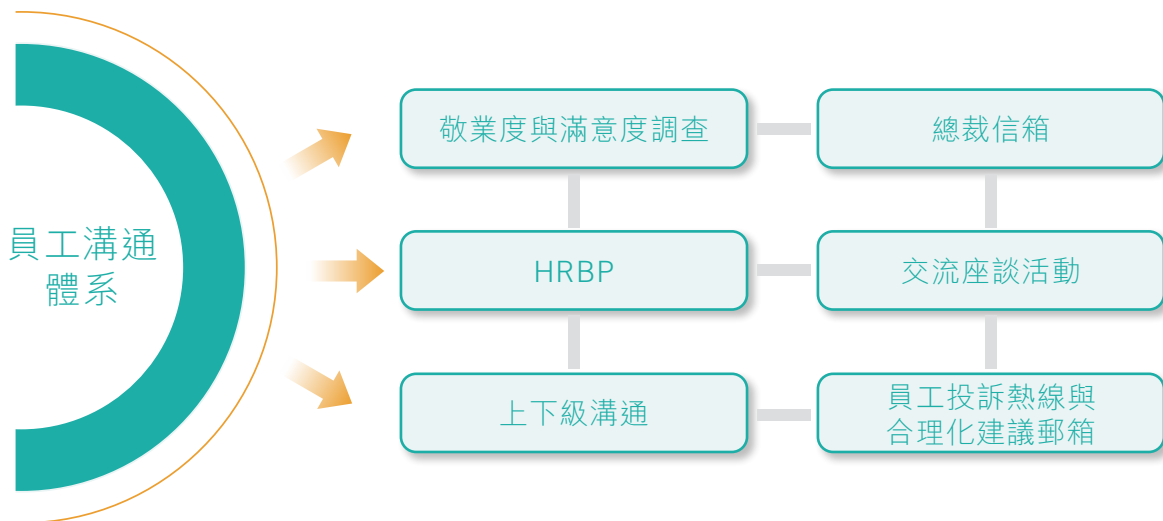 員工溝通
體系
敬業度與滿意度調查
總裁信箱
HRBP
交流座談活動
上下級溝通
員工投訴熱線與
合理化建議郵箱